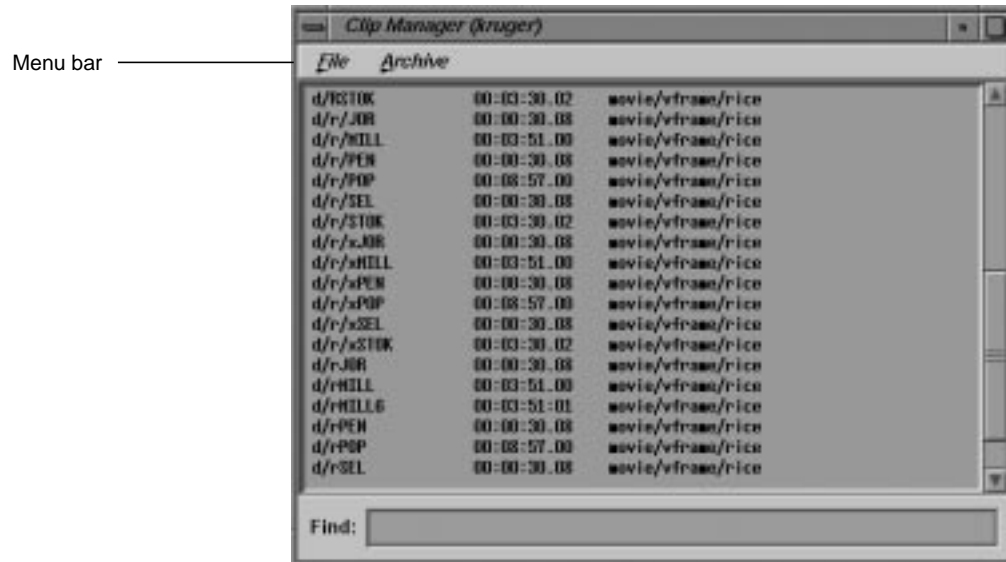 Clip Manager (kruger)
Menu bar
File Archive
d/RSTOK 00:03:30.02 movie/vframe/rice
d/r/JOR 00:00:30.08 movie/vframe/rice
d/r/MILL 00:03:51.00 movie/vframe/rice
d/r/PEN 00:00:30.08 movie/vframe/rice
d/r/POP 00:08:57.00 movie/vframe/rice
d/r/SEL 00:00:30.08 movie/vframe/rice
d/r/STOK 00:03:30.02 movie/vframe/rice
d/r/xJOR 00:00:30.08 movie/vframe/rice
d/r/xMILL 00:03:51.00 movie/vframe/rice
d/r/xPEN 00:00:30.08 movie/vframe/rice
d/r/xPOP 00:08:57.00 movie/vframe/rice
d/r/xSEL 00:00:30.08 movie/vframe/rice
d/r/xSTOK 00:03:30.02 movie/vframe/rice
d/rJOR 00:00:30.08 movie/vframe/rice
d/rMILL 00:03:51.00 movie/vframe/rice
d/rMILL6 00:03:51:01 movie/vframe/rice
d/rPEN 00:00:30.08 movie/vframe/rice
d/rPOP 00:08:57.00 movie/vframe/rice
d/rSEL 00:00:30.08 movie/vframe/rice
Find: